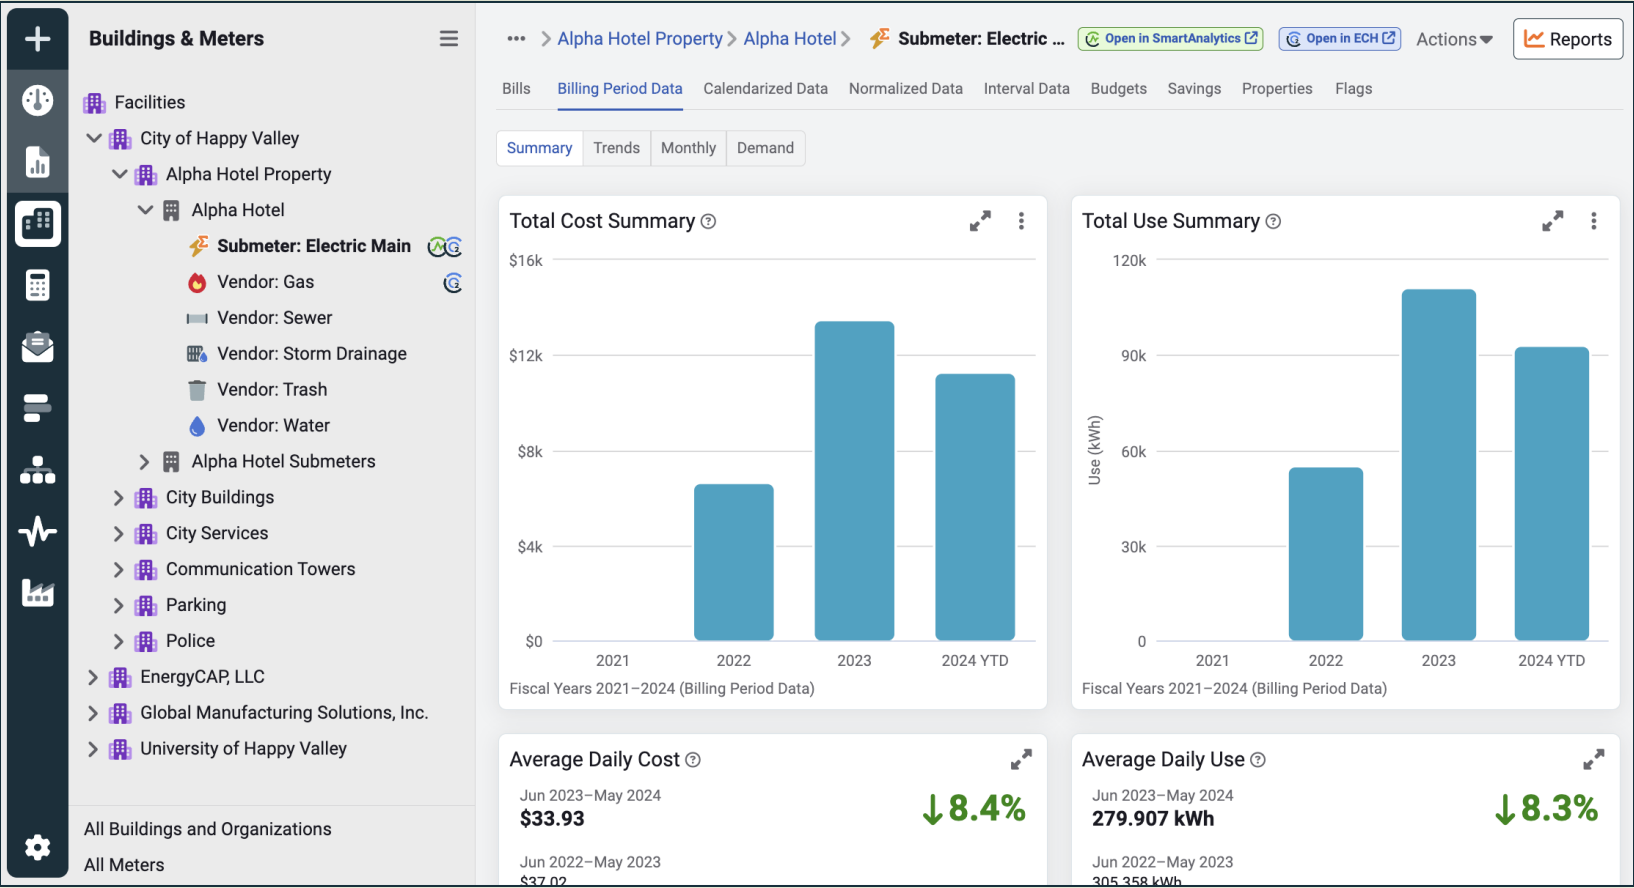 Buildings & Meters
Facilities
City of Happy Valley
Alpha Hotel Property
Alpha Hotel
Submeter: Electric Main
Vendor: Gas
Vendor: Sewer
Vendor: Storm Drainage
Vendor: Trash
Vendor: Water
Alpha Hotel Submeters
City Buildings
City Services
Communication Towers
Parking
Police
EnergyCAP, LLC
Global Manufacturing Solutions, Inc.
University of Happy Valley
All Buildings and Organizations
All Meters
... Alpha Hotel Property Alpha Hotel Submeter: Electric ... Open in SmartAnalytics Open in ECH Actions Reports
Bills Billing Period Data Calendarized Data Normalized Data Interval Data Budgets Savings Properties Flags
Summary Trends Monthly Demand
Total Cost Summary ?
$16k
$12k
$8k
$4k
$0
2021 2022 2023 2024 YTD
Fiscal Years 2021–2024 (Billing Period Data)
Total Use Summary ?
Use (kWh)
120k
90k
60k
30k
0
2021 2022 2023 2024 YTD
Fiscal Years 2021–2024 (Billing Period Data)
Average Daily Cost ?
Jun 2023–May 2024
$33.93
↓8.4%
Jun 2022–May 2023
$37.02
Average Daily Use ?
Jun 2023–May 2024
279.907 kWh
↓8.3%
Jun 2022–May 2023
305.358 kWh